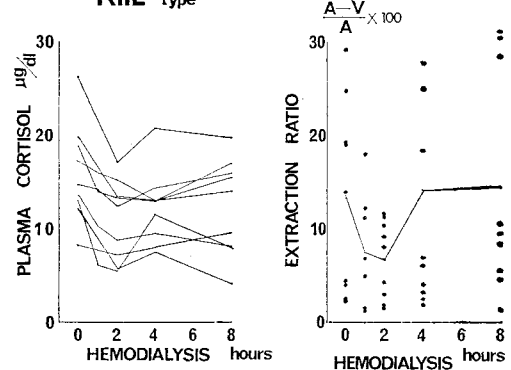 Type
A–V
A
×100
30
20
10
0
PLASMA CORTISOL μg/dl
0 2 4 6 8
HEMODIALYSIS hours
30
20
10
0
EXTRACTION RATIO
0 2 4 6 8
HEMODIALYSIS hours